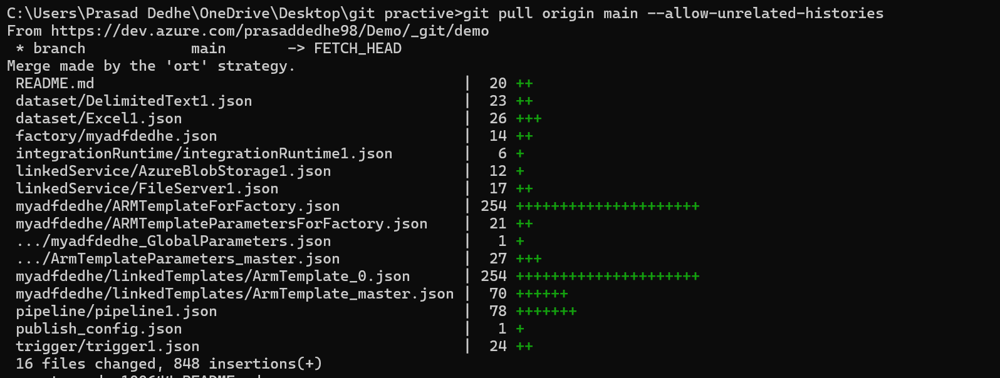 C:\Users\Prasad Dedhe\OneDrive\Desktop\git practive>git pull origin main --allow-unrelated-histories
From https://dev.azure.com/prasaddedhe98/Demo/_git/demo
 * branch            main       -> FETCH_HEAD
Merge made by the 'ort' strategy.
 README.md                                          |  20 ++
 dataset/DelimitedText1.json                        |  23 ++
 dataset/Excel1.json                                |  26 +++
 factory/myadfdedhe.json                            |  14 ++
 integrationRuntime/integrationRuntime1.json        |   6 +
 linkedService/AzureBlobStorage1.json               |  12 +
 linkedService/FileServer1.json                     |  17 ++
 myadfdedhe/ARMTemplateForFactory.json              | 254 +++++++++++++++++++++
 myadfdedhe/ARMTemplateParametersForFactory.json    |  21 ++
 .../myadfdedhe_GlobalParameters.json               |   1 +
 .../ArmTemplateParameters_master.json              |  27 +++
 myadfdedhe/linkedTemplates/ArmTemplate_0.json      | 254 +++++++++++++++++++++
 myadfdedhe/linkedTemplates/ArmTemplate_master.json |  70 ++++++
 pipeline/pipeline1.json                            |  78 +++++++
 publish_config.json                                |   1 +
 trigger/trigger1.json                              |  24 ++
 16 files changed, 848 insertions(+)